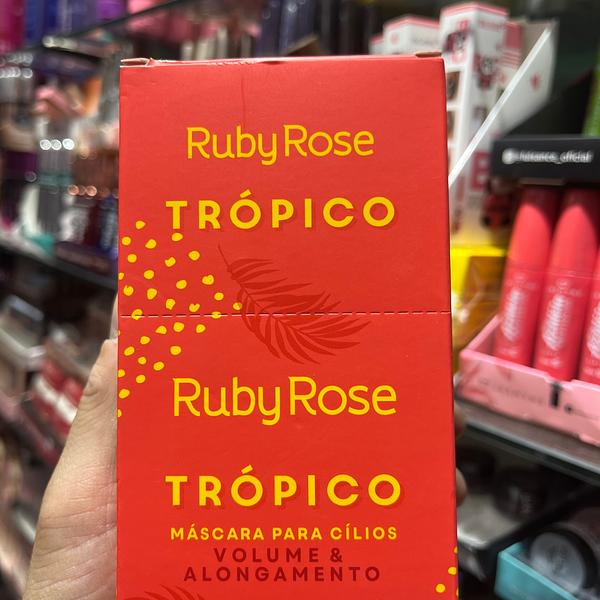 Ruby Rose
TRÓPICO
Ruby Rose
TRÓPICO
MÁSCARA PARA CÍLIOS
VOLUME &
ALONGAMENTO